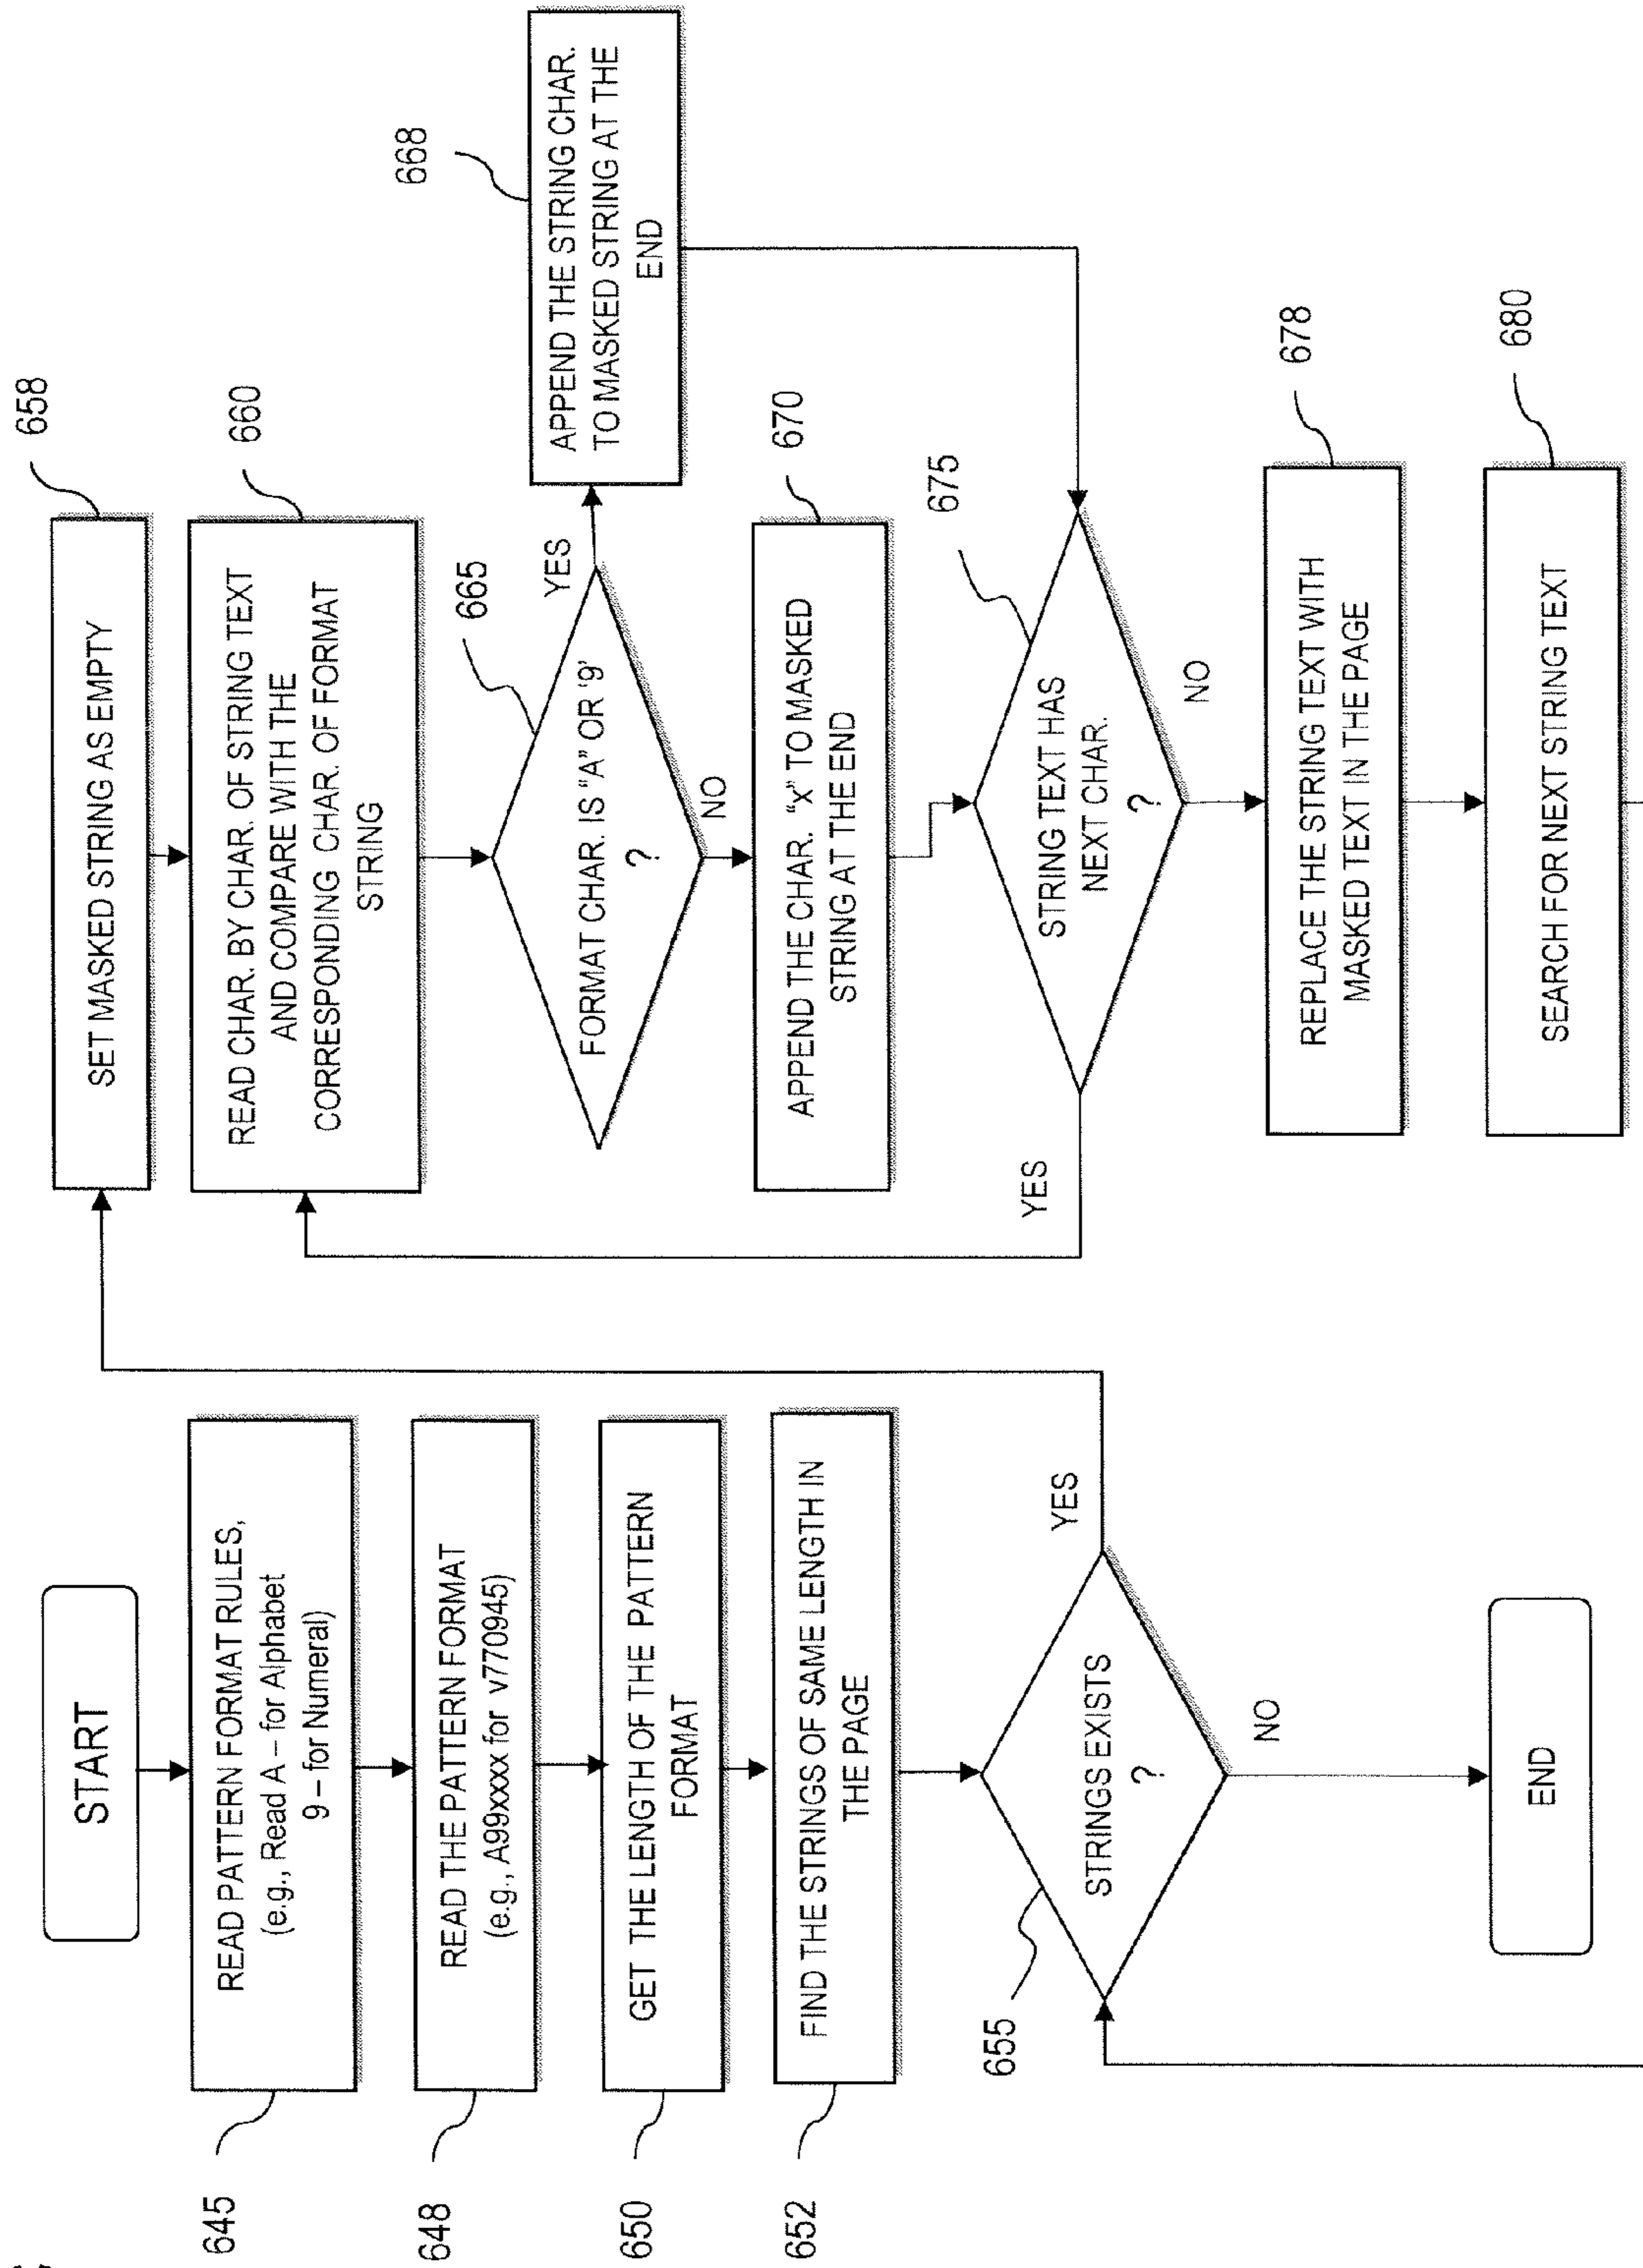 START
645
READ PATTERN FORMAT RULES,
(e.g., Read A – for Alphabet
9 – for Numeral)
648
READ THE PATTERN FORMAT
(e.g., A99xxxx for v770945)
650
GET THE LENGTH OF THE PATTERN
FORMAT
652
FIND THE STRINGS OF SAME LENGTH IN
THE PAGE
655
STRINGS EXISTS
?
YES
NO
END
658
SET MASKED STRING AS EMPTY
660
READ CHAR. BY CHAR. OF STRING TEXT
AND COMPARE WITH THE
CORRESPONDING CHAR. OF FORMAT
STRING
665
FORMAT CHAR. IS "A" OR '9'
?
YES
NO
668
APPEND THE STRING CHAR.
TO MASKED STRING AT THE
END
670
APPEND THE CHAR. "x" TO MASKED
STRING AT THE END
675
STRING TEXT HAS
NEXT CHAR.
?
YES
NO
678
REPLACE THE STRING TEXT WITH
MASKED TEXT IN THE PAGE
680
SEARCH FOR NEXT STRING TEXT